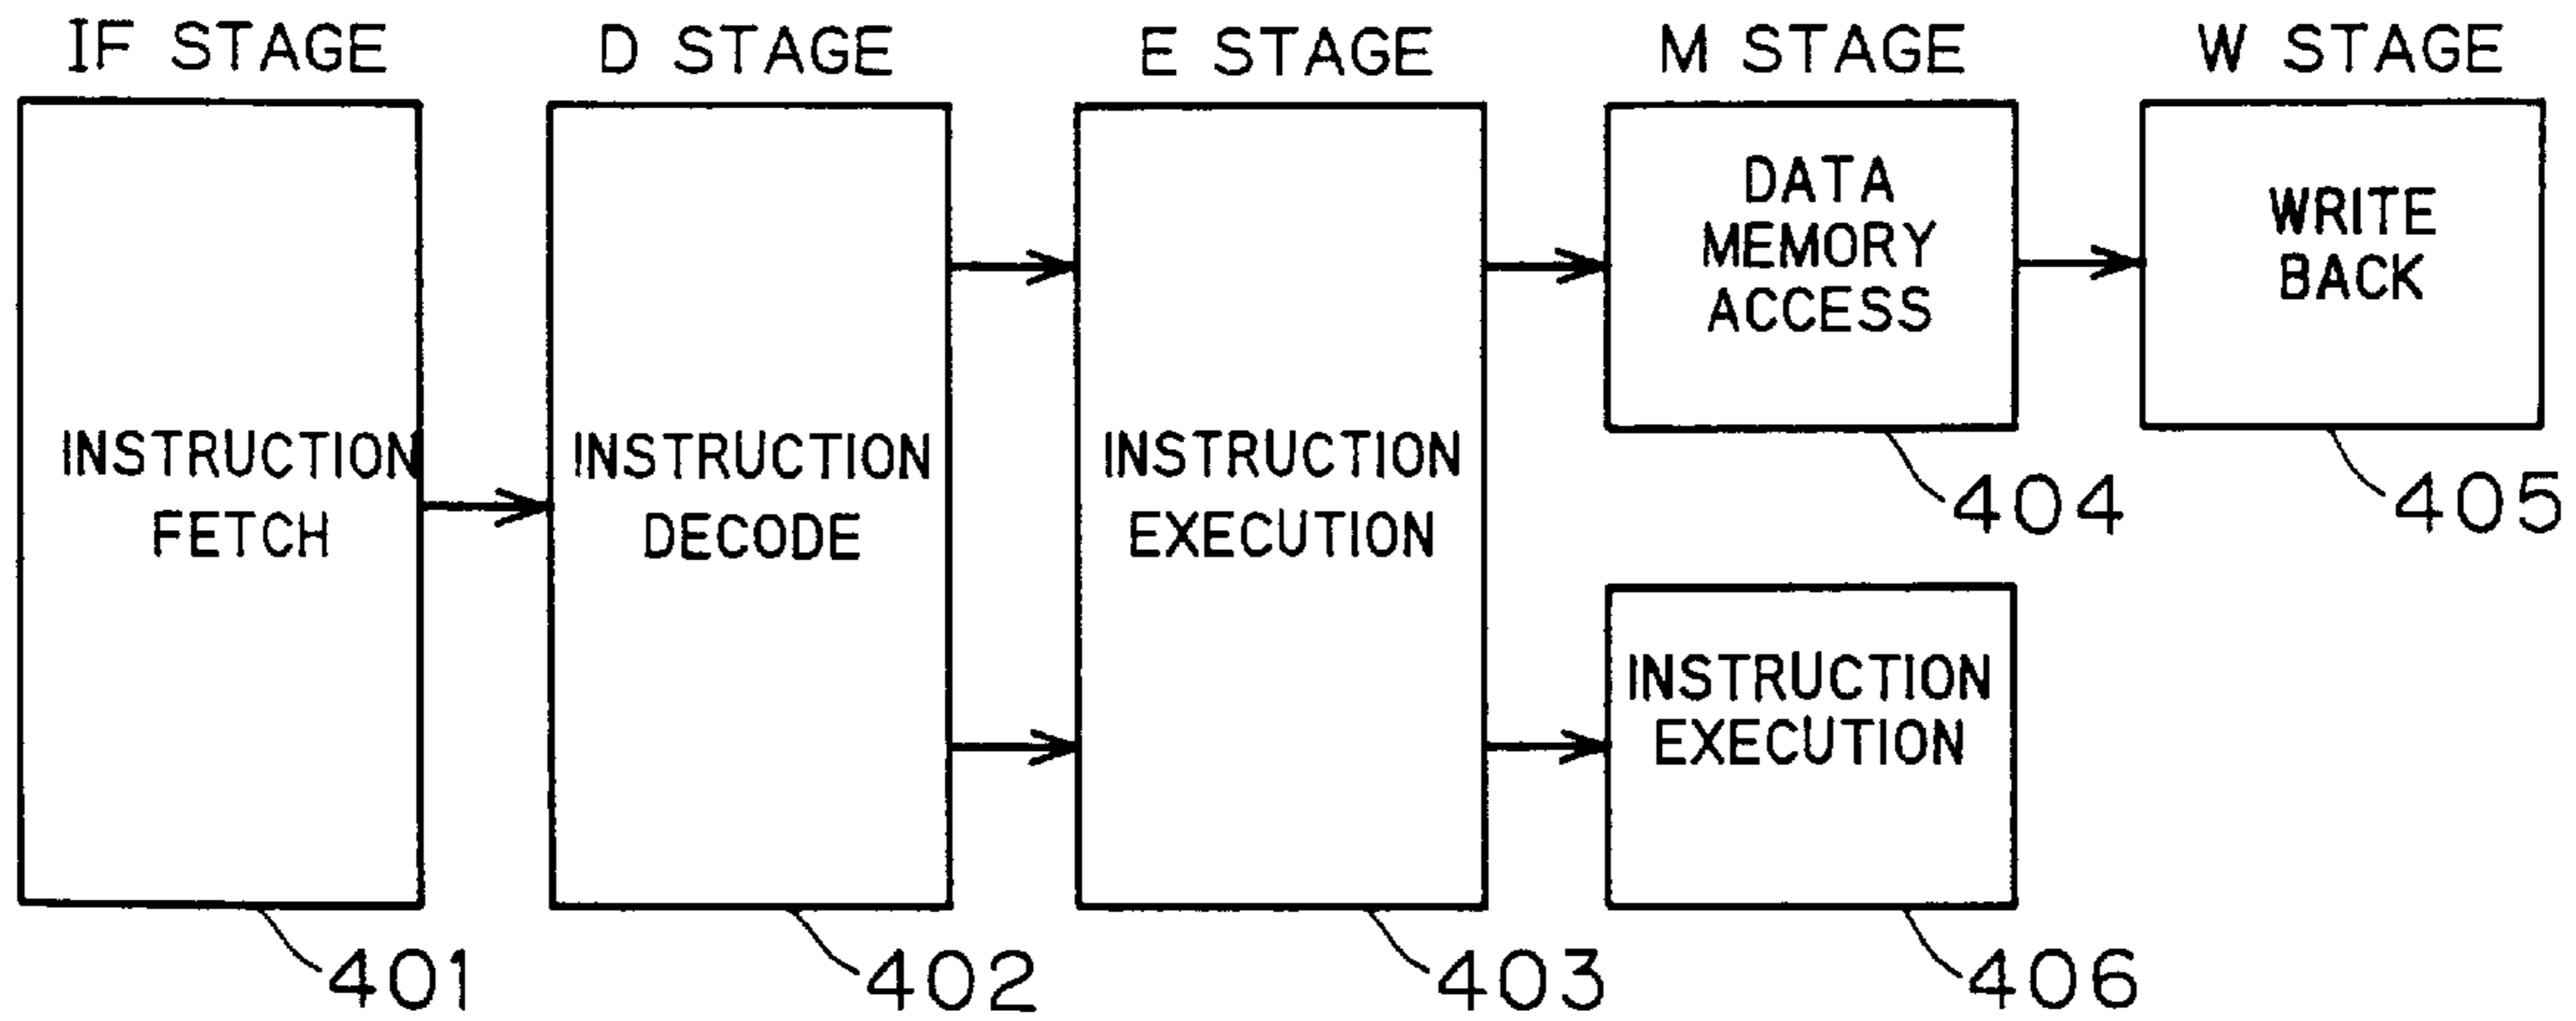 IF STAGE
D STAGE
E STAGE
M STAGE
W STAGE
INSTRUCTION
FETCH
INSTRUCTION
DECODE
INSTRUCTION
EXECUTION
DATA
MEMORY
ACCESS
WRITE
BACK
404
405
INSTRUCTION
EXECUTION
401
402
403
406